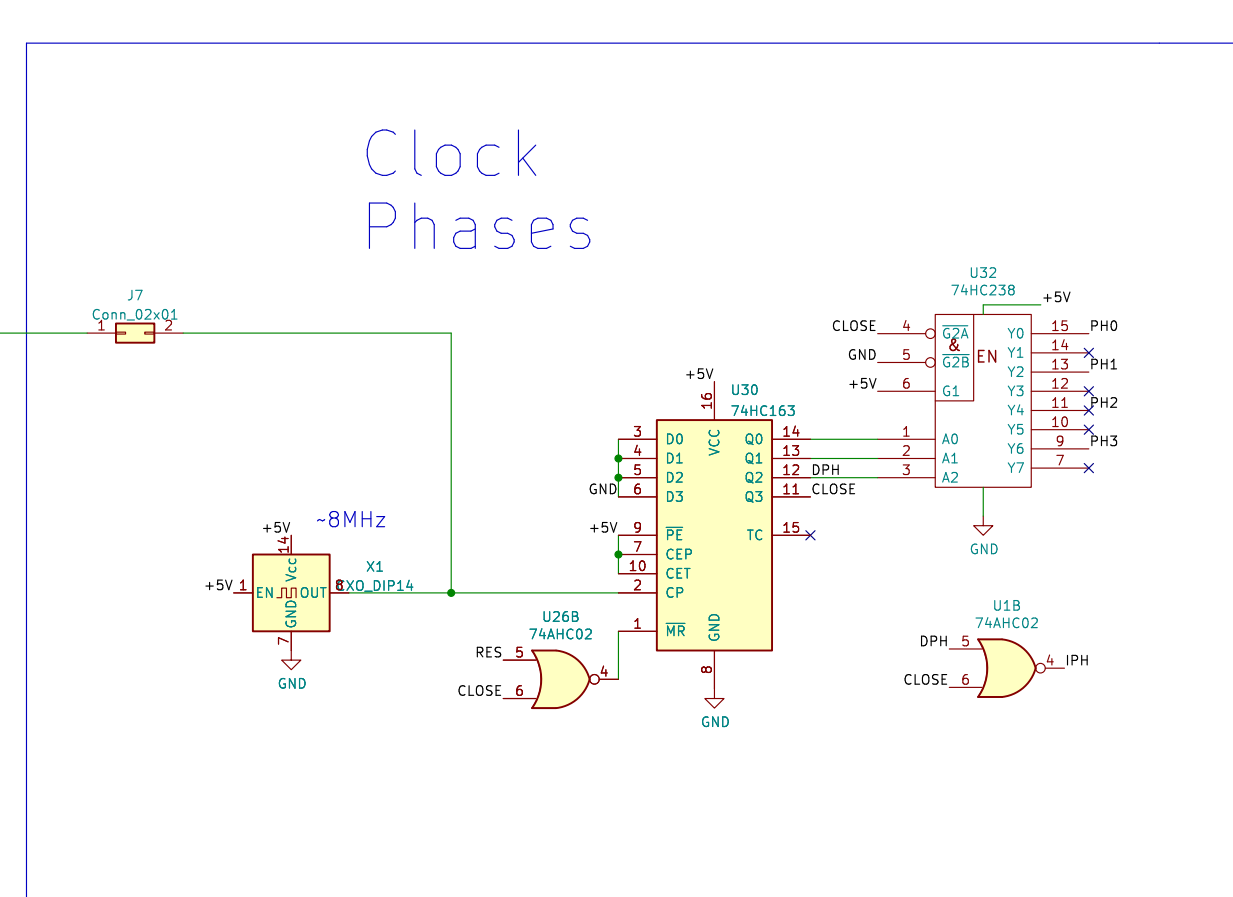 Clock
Phases
J7
Conn_02x01
1
2
U32
74HC238
+5V
CLOSE 4 G2A
GND 5 G2B
+5V 6 G1
&
EN
1 A0
2 A1
3 A2
Y0 15 PH0
Y1 14
Y2 13 PH1
Y3 12
Y4 11 PH2
Y5 10
Y6 9 PH3
Y7 7
GND
+5V
16
U30
74HC163
VCC
3 D0
4 D1
5 D2
GND 6 D3
+5V 9 PE
7 CEP
10 CET
2 CP
1 MR
Q0 14
Q1 13
Q2 12 DPH
Q3 11 CLOSE
TC 15
GND
8
GND
~8MHz
+5V
14
Vcc
X1
CXO_DIP14
+5V 1 EN
OUT 8
GND
7
GND
U26B
74AHC02
RES 5
CLOSE 6
4
U1B
74AHC02
DPH 5
CLOSE 6
4 IPH